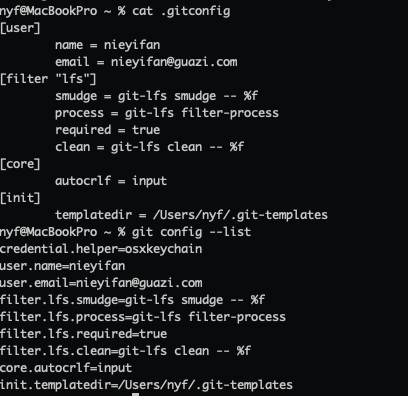 nyf@MacBookPro ~ % cat .gitconfig
[user]
        name = nieyifan
        email = nieyifan@guazi.com
[filter "lfs"]
        smudge = git-lfs smudge -- %f
        process = git-lfs filter-process
        required = true
        clean = git-lfs clean -- %f
[core]
        autocrlf = input
[init]
        templatedir = /Users/nyf/.git-templates
nyf@MacBookPro ~ % git config --list
credential.helper=osxkeychain
user.name=nieyifan
user.email=nieyifan@guazi.com
filter.lfs.smudge=git-lfs smudge -- %f
filter.lfs.process=git-lfs filter-process
filter.lfs.required=true
filter.lfs.clean=git-lfs clean -- %f
core.autocrlf=input
init.templatedir=/Users/nyf/.git-templates